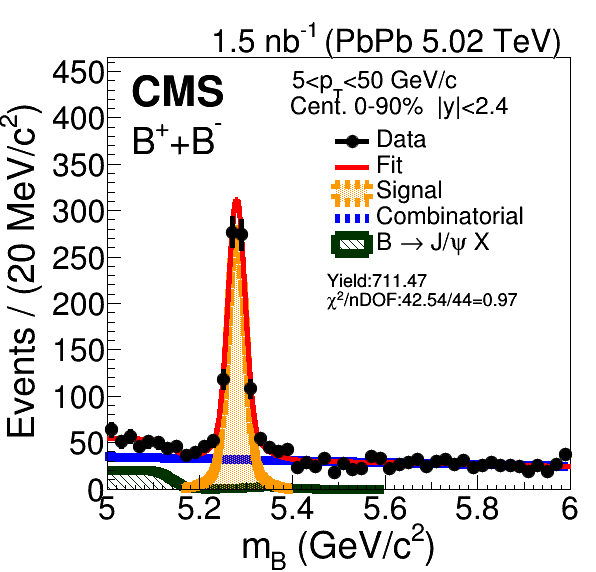 1.5 nb⁻¹ (PbPb 5.02 TeV)
CMS
B⁺+B⁻
5<p_T<50 GeV/c
Cent. 0-90% |y|<2.4
Data
Fit
Signal
Combinatorial
B → J/ψ X
Yield:711.47
χ²/nDOF:42.54/44=0.97
Events / (20 MeV/c²)
450
400
350
300
250
200
150
100
50
0
5 5.2 5.4 5.6 5.8 6
m_B (GeV/c²)